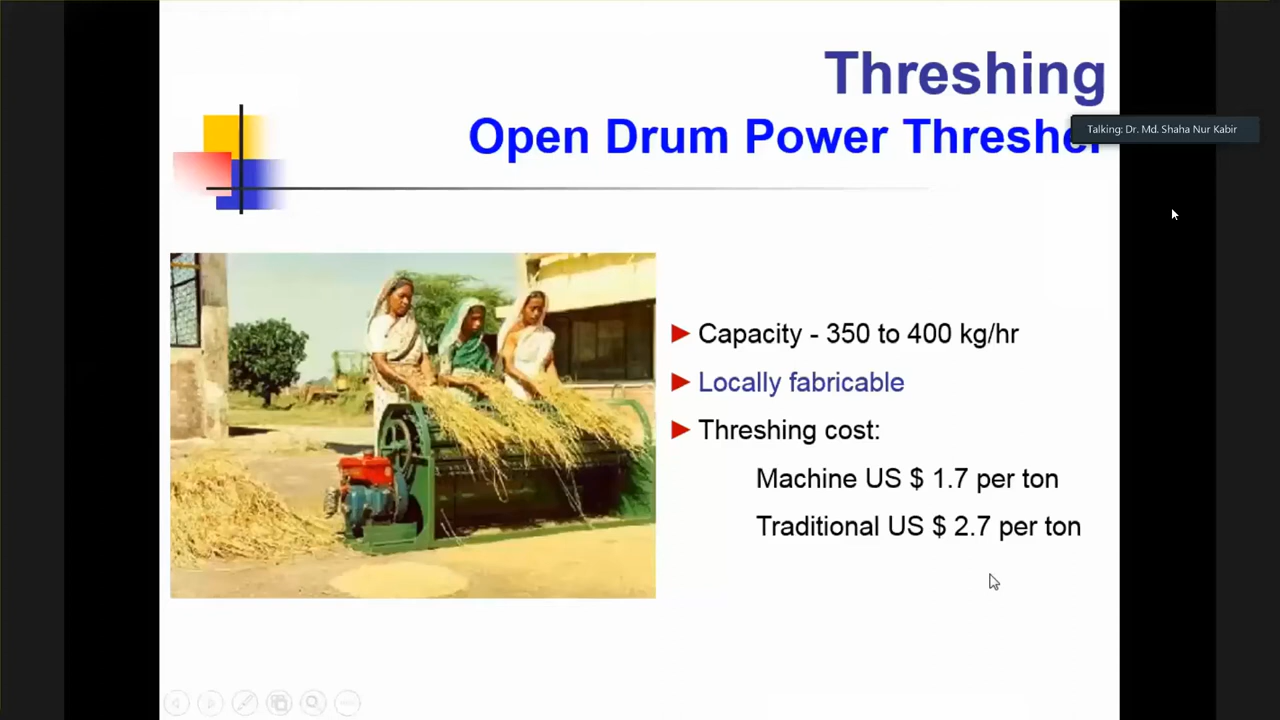 Threshing
Open Drum Power Thresher
Talking: Dr. Md. Shaha Nur Kabir
Capacity - 350 to 400 kg/hr
Locally fabricable
Threshing cost:
Machine US $ 1.7 per ton
Traditional US $ 2.7 per ton